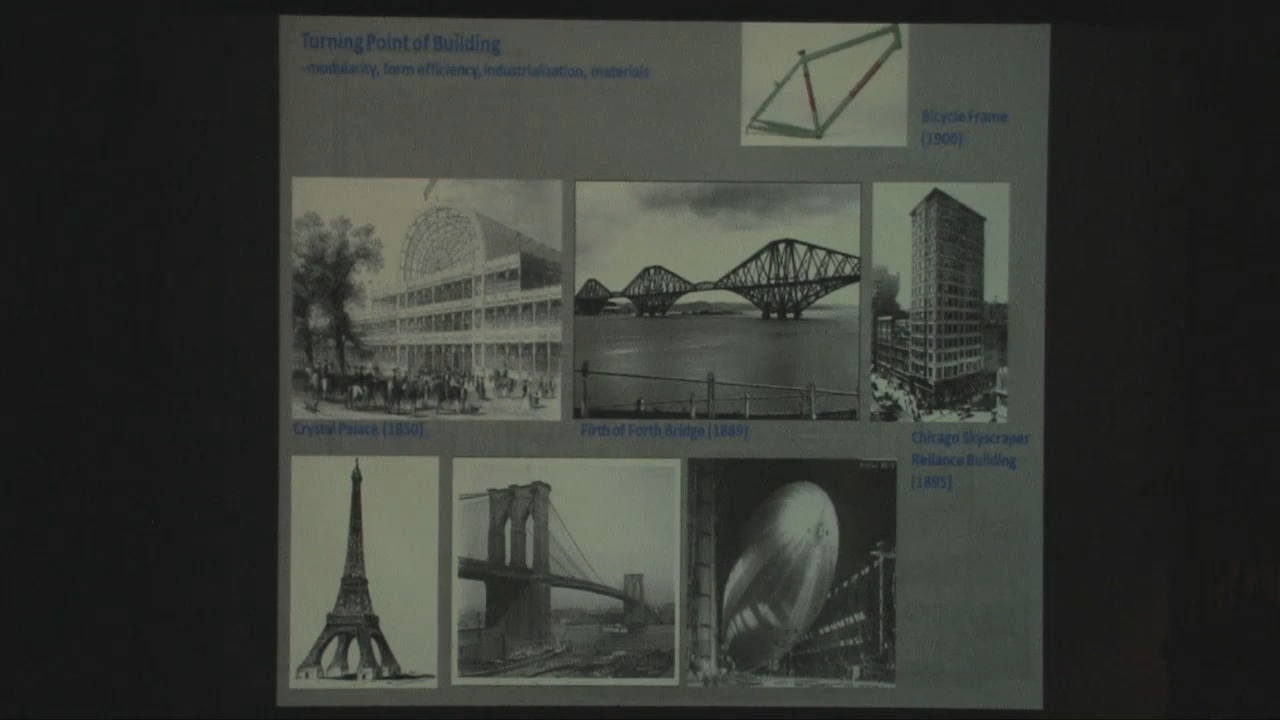 Turning Point of Building
- modularity, form efficiency, industrialisation, materials
Bicycle Frame
(1900)
Crystal Palace (1850)
Firth of Forth Bridge (1889)
Chicago Skyscraper
Reliance Building
(1895)